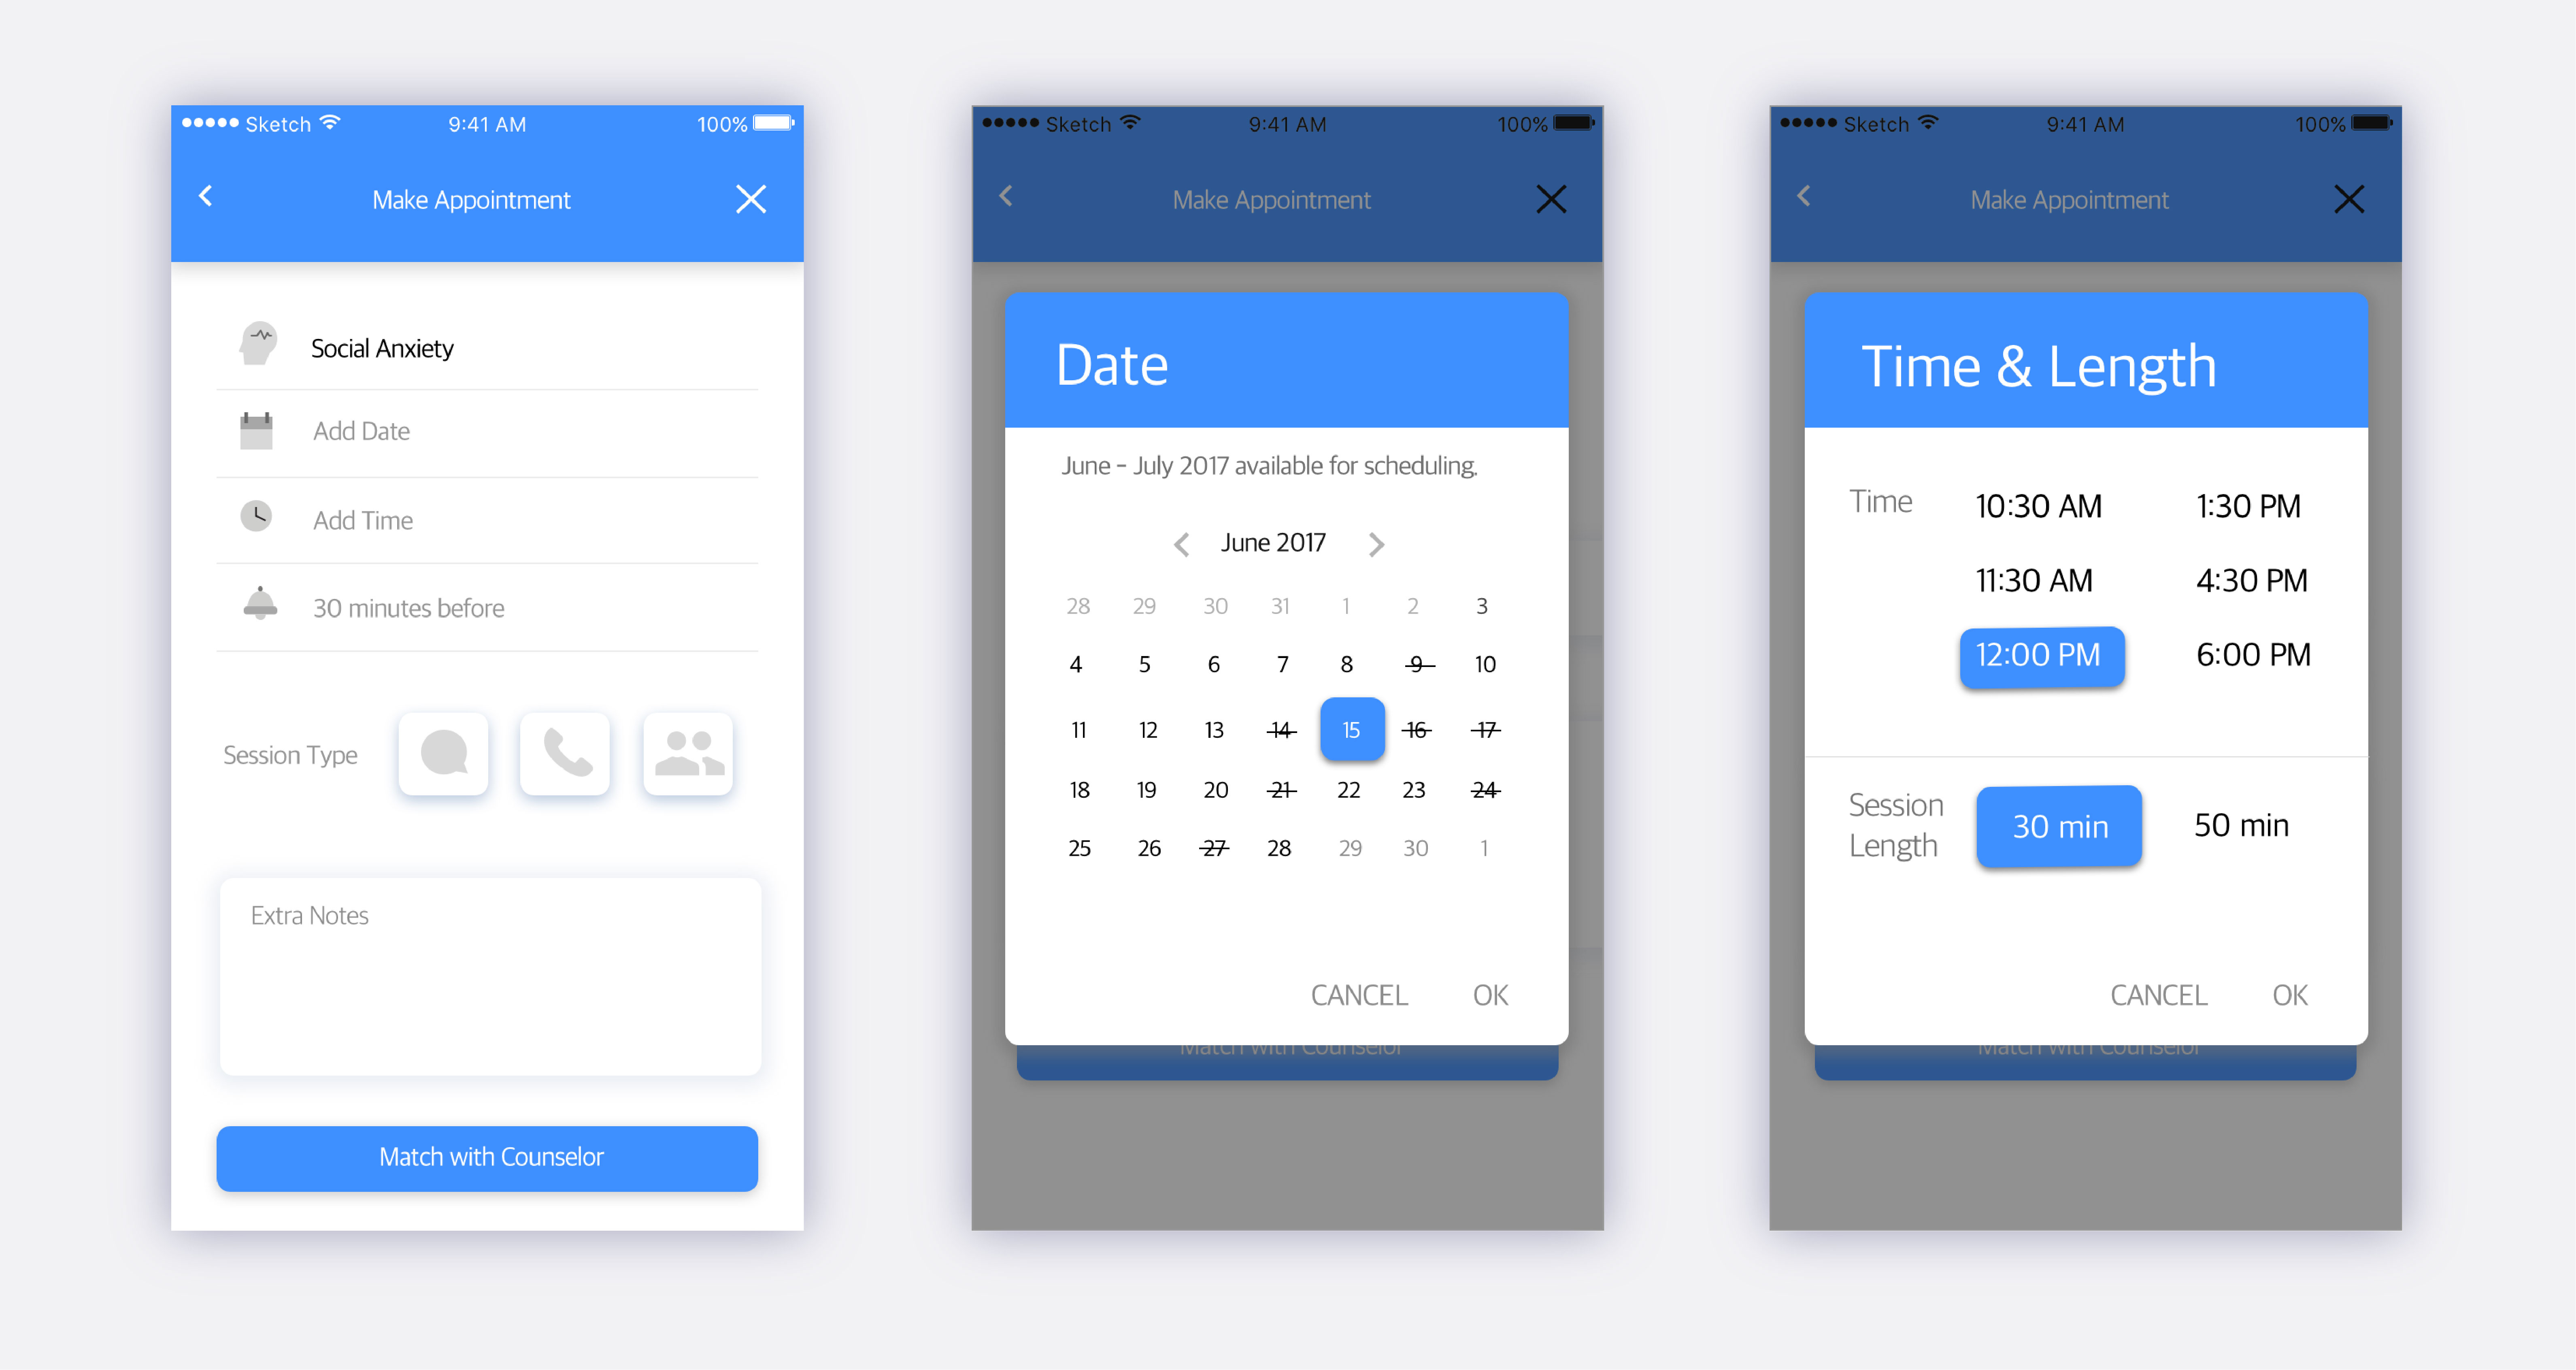 Sketch 9:41 AM 100%
Make Appointment
Social Anxiety
Add Date
Add Time
30 minutes before
Session Type
Extra Notes
Match with Counselor
Sketch 9:41 AM 100%
Make Appointment
Date
June - July 2017 available for scheduling.
June 2017
28 29 30 31 1 2 3
4 5 6 7 8 9 10
11 12 13 14 15 16 17
18 19 20 21 22 23 24
25 26 27 28 29 30 1
CANCEL OK
Match with Counselor
Sketch 9:41 AM 100%
Make Appointment
Time & Length
Time 10:30 AM 1:30 PM
11:30 AM 4:30 PM
12:00 PM 6:00 PM
Session
Length
30 min 50 min
CANCEL OK
Match with Counselor